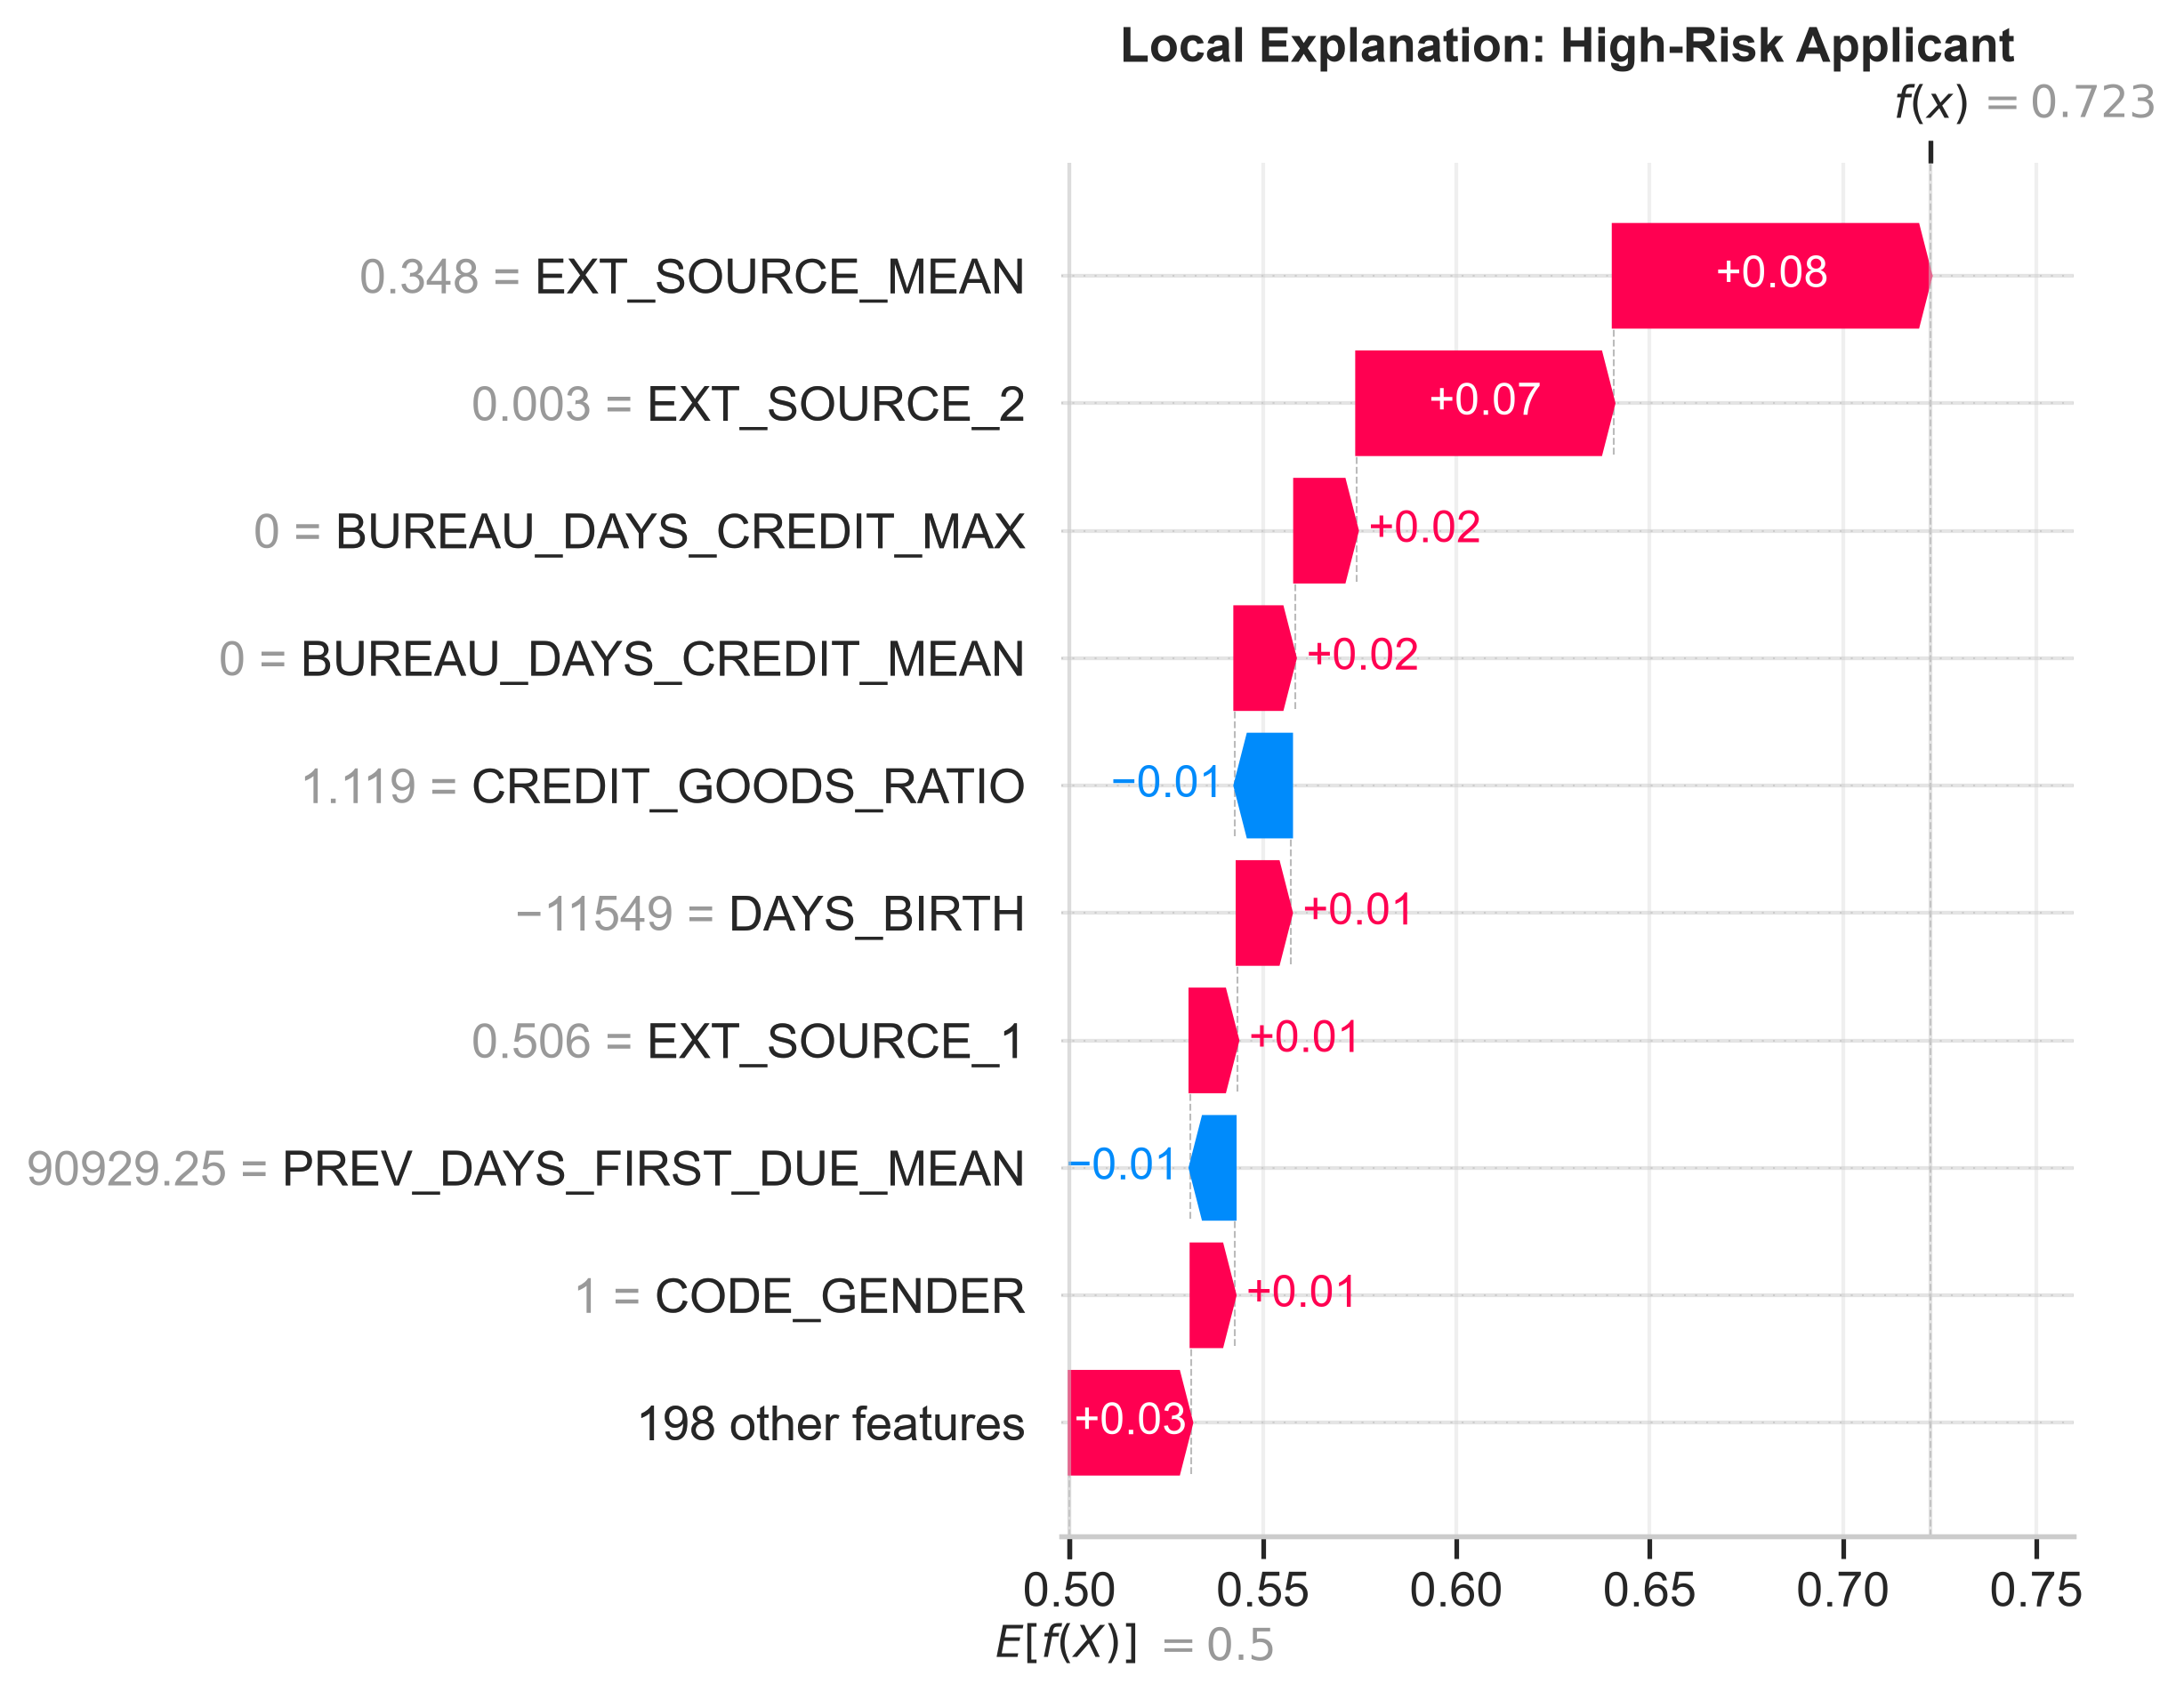 Local Explanation: High-Risk Applicant
f(x) = 0.723
0.348 = EXT_SOURCE_MEAN
+0.08
0.003 = EXT_SOURCE_2
+0.07
0 = BUREAU_DAYS_CREDIT_MAX
+0.02
0 = BUREAU_DAYS_CREDIT_MEAN
+0.02
1.119 = CREDIT_GOODS_RATIO
−0.01
−11549 = DAYS_BIRTH
+0.01
0.506 = EXT_SOURCE_1
+0.01
90929.25 = PREV_DAYS_FIRST_DUE_MEAN
−0.01
1 = CODE_GENDER
+0.01
198 other features
+0.03
0.50 0.55 0.60 0.65 0.70 0.75
E[f(X)] = 0.5